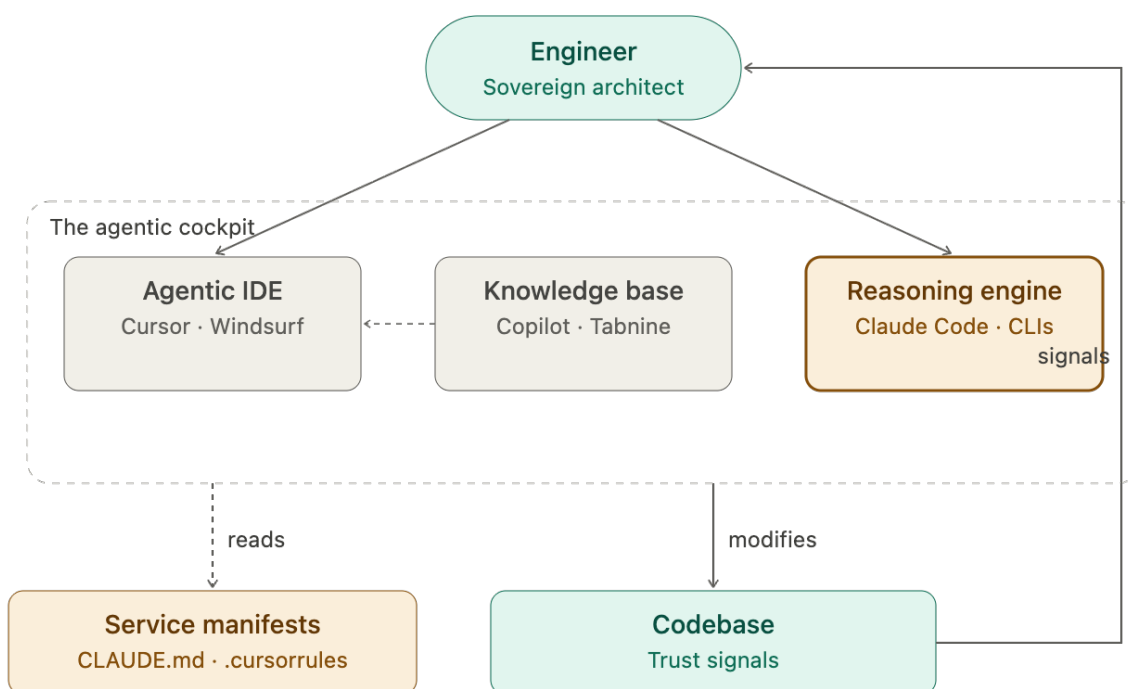 Engineer
Sovereign architect
The agentic cockpit
Agentic IDE
Cursor · Windsurf
Knowledge base
Copilot · Tabnine
Reasoning engine
Claude Code · CLIs
signals
reads
modifies
Service manifests
CLAUDE.md · .cursorrules
Codebase
Trust signals